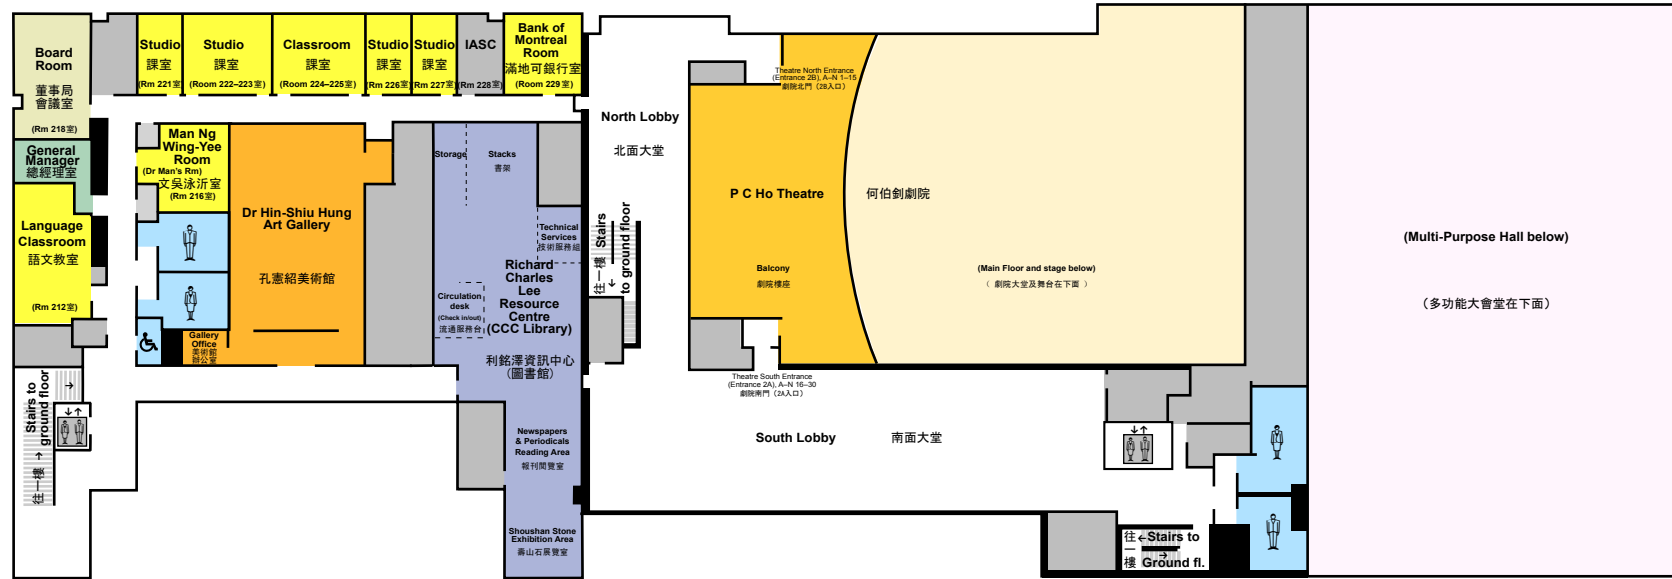 Board
Room
董事局
會議室
(Rm 218室)
General
Manager
總經理室
Language
Classroom
語文教室
(Rm 212室)
Studio
課室
(Rm 221室)
Studio
課室
(Room 222–223室)
Classroom
課室
(Room 224–225室)
Studio
課室
(Rm 226室)
Studio
課室
(Rm 227室)
IASC
(Rm 228室)
Bank of
Montreal
Room
滿地可銀行室
(Room 229室)
Man Ng
Wing-Yee
Room
(Dr Man's Rm)
文吳泳沂室
(Rm 216室)
Dr Hin-Shiu Hung
Art Gallery
孔憲紹美術館
Gallery
Office
美術館
辦公室
Storage
Stacks
書架
Technical
Services
技術服務組
Richard
Charles
Lee
Resource
Centre
(CCC Library)
利銘澤資訊中心
（圖書館）
Circulation
desk
(Check in/out)
流通服務台
Newspapers
& Periodicals
Reading Area
報刊閱覽室
Shoushan Stone
Exhibition Area
壽山石展覽室
Stairs to
ground floor
往一樓 →
↓↑
North Lobby
北面大堂
往一樓 ← Stairs
to ground floor
Theatre North Entrance
(Entrance 2B), A–N 1–15
劇院北門（2B入口）
P C Ho Theatre
何伯釗劇院
Balcony
劇院樓座
(Main Floor and stage below)
（ 劇院大堂及舞台在下面 ）
Theatre South Entrance
(Entrance 2A), A–N 16–30
劇院南門（2A入口）
South Lobby
南面大堂
↓↑
往一樓
←Stairs to
→
Ground fl.
(Multi-Purpose Hall below)
（多功能大會堂在下面）